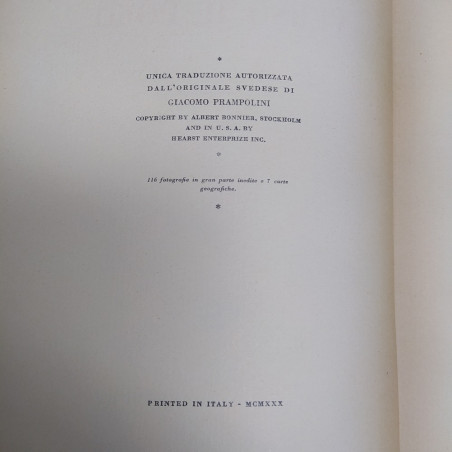 *
UNICA TRADUZIONE AUTORIZZATA
DALL'ORIGINALE SVEDESE DI
GIACOMO PRAMPOLINI
COPYRIGHT BY ALBERT BONNIER, STOCKHOLM
AND IN U. S. A. BY
HEARST ENTERPRIZE INC.
*
116 fotografie in gran parte inedite e 7 carte
geografiche.
*
PRINTED IN ITALY - MCMXXX